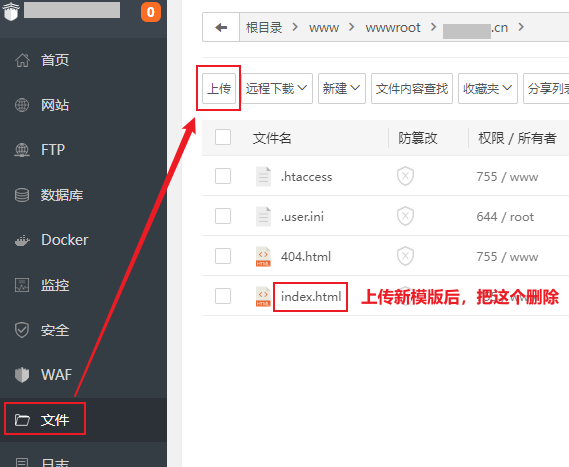 0
首页
网站
FTP
数据库
Docker
监控
安全
WAF
文件
日志
根目录 > www > wwwroot > .cn >
上传 远程下载 新建 文件内容查找 收藏夹 分享列表
文件名 防篡改 权限 / 所有者
.htaccess 755 / www
.user.ini 644 / root
404.html 755 / www
index.html 上传新模版后，把这个删除